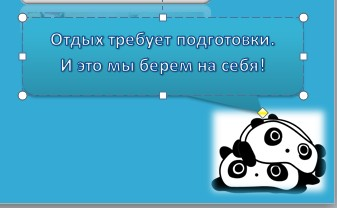 Отдых требует подготовки.
И это мы берем на себя!